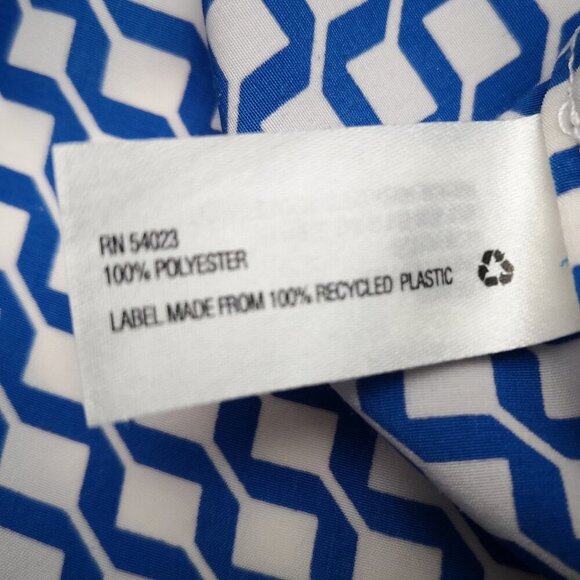 RN 54023
100% POLYESTER
LABEL MADE FROM 100% RECYCLED PLASTIC